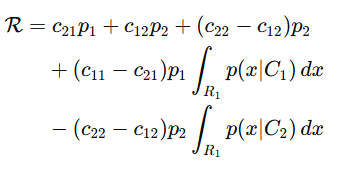 ℛ = c₂₁p₁ + c₁₂p₂ + (c₂₂ − c₁₂)p₂
+ (c₁₁ − c₂₁)p₁ ∫_{R₁} p(x|C₁) dx
− (c₂₂ − c₁₂)p₂ ∫_{R₁} p(x|C₂) dx